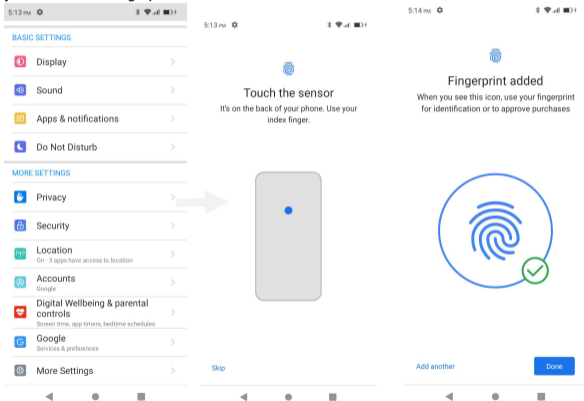 5:13 PM
BASIC SETTINGS
Display
Sound
Apps & notifications
Do Not Disturb
MORE SETTINGS
Privacy
Security
Location
On - 3 apps have access to location
Accounts
Google
Digital Wellbeing & parental
controls
Screen time, app timers, bedtime schedules
Google
Services & preferences
More Settings
5:13 PM
Touch the sensor
It's on the back of your phone. Use your
index finger.
Skip
5:14 PM
Fingerprint added
When you see this icon, use your fingerprint
for identification or to approve purchases
Add another
Done